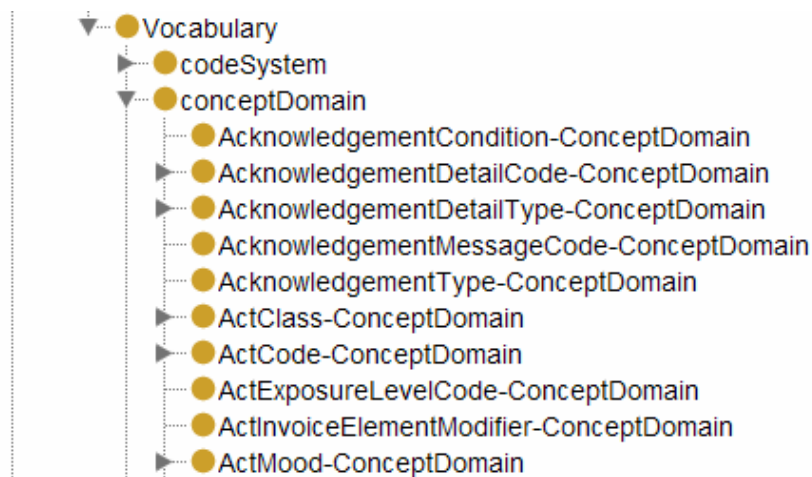 Vocabulary
codeSystem
conceptDomain
AcknowledgementCondition-ConceptDomain
AcknowledgementDetailCode-ConceptDomain
AcknowledgementDetailType-ConceptDomain
AcknowledgementMessageCode-ConceptDomain
AcknowledgementType-ConceptDomain
ActClass-ConceptDomain
ActCode-ConceptDomain
ActExposureLevelCode-ConceptDomain
ActInvoiceElementModifier-ConceptDomain
ActMood-ConceptDomain